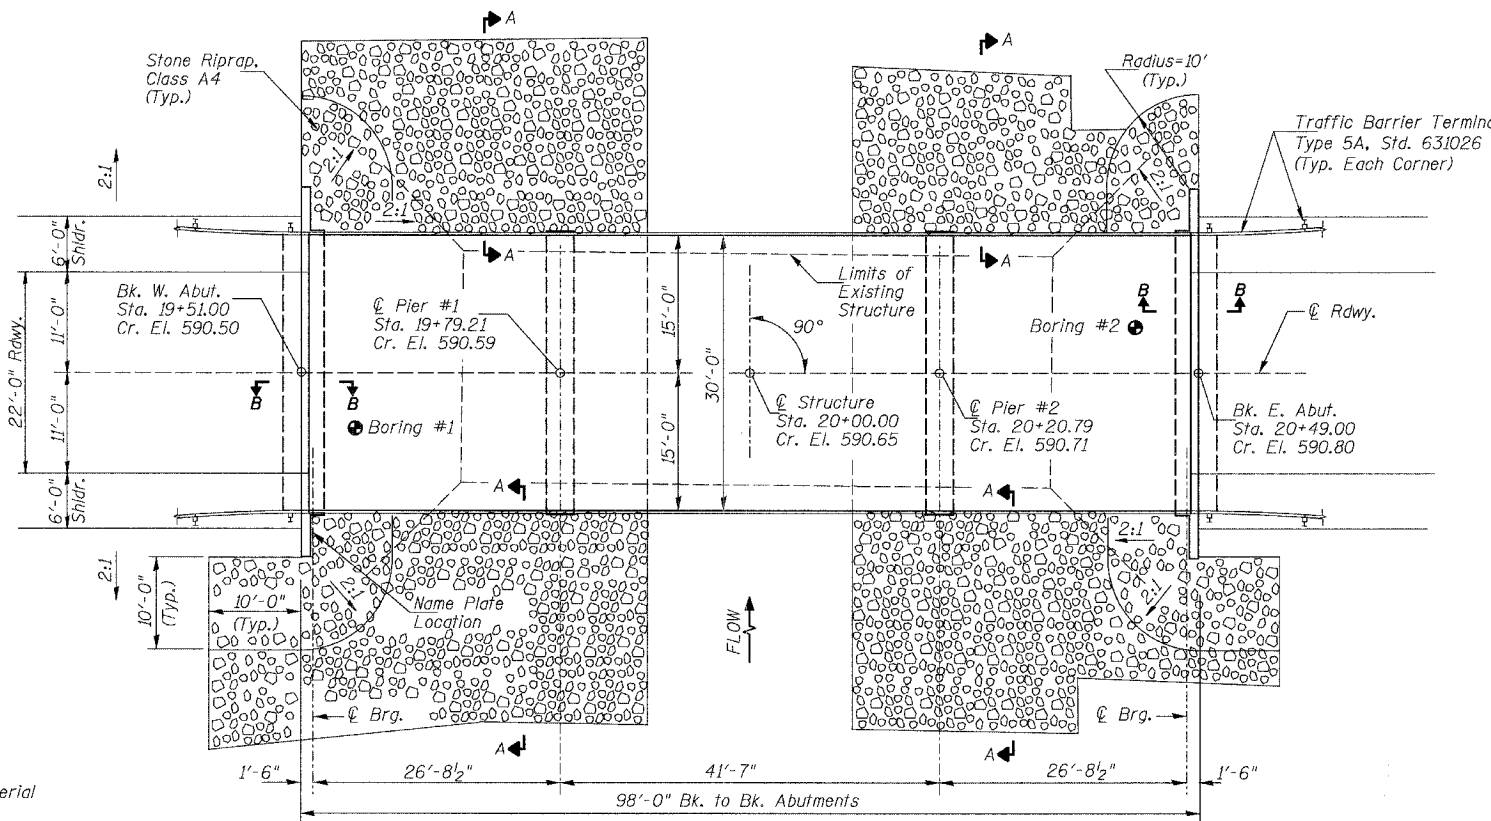 A
A
Stone Riprap,
Class A4
(Typ.)
Radius=10'
(Typ.)
Traffic Barrier Termina
Type 5A, Std. 631026
(Typ. Each Corner)
2:1
2:1
2:1
2:1
6'-0"
Shldr.
A
A
Limits of
Existing
Structure
Bk. W. Abut.
Sta. 19+51.00
Cr. El. 590.50
℄ Pier #1
Sta. 19+79.21
Cr. El. 590.59
15'-0"
90°
B
B
Boring #2
℄ Rdwy.
22'-0" Rdwy.
11'-0"
11'-0"
30'-0"
15'-0"
B
B
Boring #1
℄ Structure
Sta. 20+00.00
Cr. El. 590.65
℄ Pier #2
Sta. 20+20.79
Cr. El. 590.71
Bk. E. Abut.
Sta. 20+49.00
Cr. El. 590.80
6'-0"
Shldr.
A
A
2:1
2:1
2:1
2:1
10'-0"
(Typ.)
10'-0"
(Typ.)
Name Plate
Location
FLOW
℄ Brg.
℄ Brg.
A
A
1'-6"
26'-8½"
41'-7"
26'-8½"
1'-6"
erial
98'-0" Bk. to Bk. Abutments